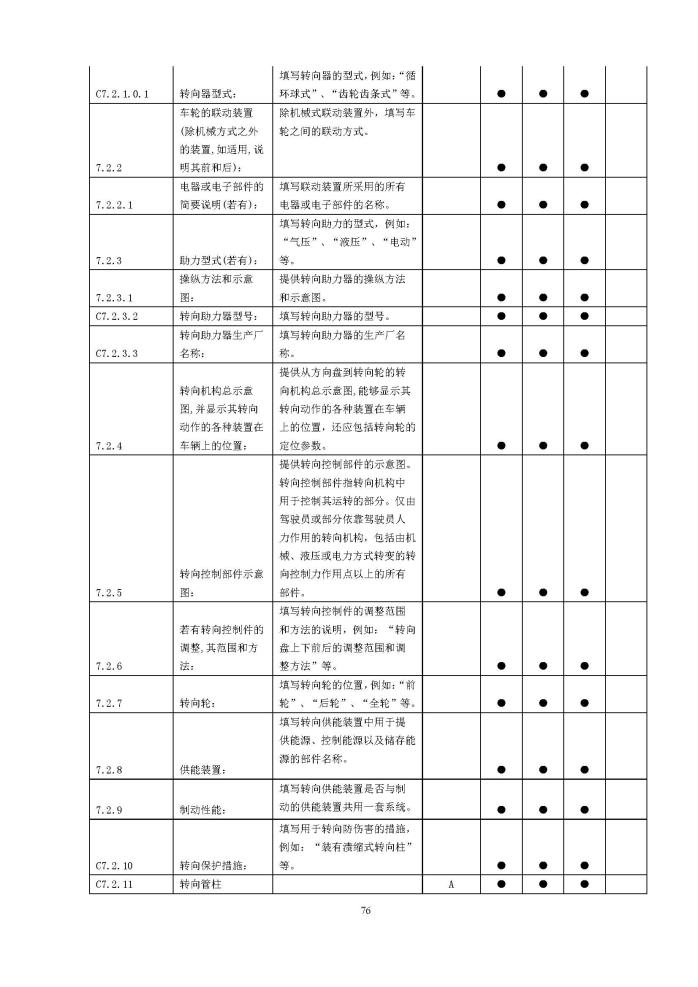 填写转向器的型式，例如：“循
C7.2.1.0.1 转向器型式： 环球式”、“齿轮齿条式”等。 ● ● ●
车轮的联动装置 除机械式联动装置外，填写车
(除机械方式之外 轮之间的联动方式。
的装置，如适用，说
7.2.2 明其前和后)： ● ● ●
电器或电子部件的 填写联动装置所采用的所有
7.2.2.1 简要说明(若有)： 电器或电子部件的名称。 ● ● ●
填写转向助力的型式，例如：
“气压”、“液压”、“电动”
7.2.3 助力型式(若有)： 等。 ● ● ●
操纵方法和示意 提供转向助力器的操纵方法
7.2.3.1 图： 和示意图。 ● ● ●
C7.2.3.2 转向助力器型号： 填写转向助力器的型号。 ● ● ●
转向助力器生产厂 填写转向助力器的生产厂名
C7.2.3.3 名称： 称。 ● ● ●
提供从方向盘到转向轮的转
转向机构总示意 向机构总示意图，能够显示其
图，并显示其转向 转向动作的各种装置在车辆
动作的各种装置在 上的位置，还应包括转向轮的
7.2.4 车辆上的位置： 定位参数。 ● ● ●
提供转向控制部件的示意图。
转向控制部件指转向机构中
用于控制其运转的部分。仅由
驾驶员或部分依靠驾驶员人
力作用的转向机构，包括由机
械、液压或电力方式转变的转
转向控制部件示意 向控制力作用点以上的所有
7.2.5 图： 部件。 ● ● ●
填写转向控制件的调整范围
若有转向控制件的 和方法的说明，例如：“转向
调整，其范围和方 盘上下前后的调整范围和调
7.2.6 法： 整方法”等。 ● ● ●
填写转向轮的位置，例如：“前
7.2.7 转向轮： 轮”、“后轮”、“全轮”等。 ● ● ●
填写转向供能装置中用于提
供能源、控制能源以及储存能
源的部件名称。
7.2.8 供能装置： ● ● ●
填写转向供能装置是否与制
7.2.9 制动性能： 动的供能装置共用一套系统。 ● ● ●
填写用于转向防伤害的措施，
例如：“装有溃缩式转向柱”
C7.2.10 转向保护措施： 等。 ● ● ●
C7.2.11 转向管柱 A ● ● ●
76